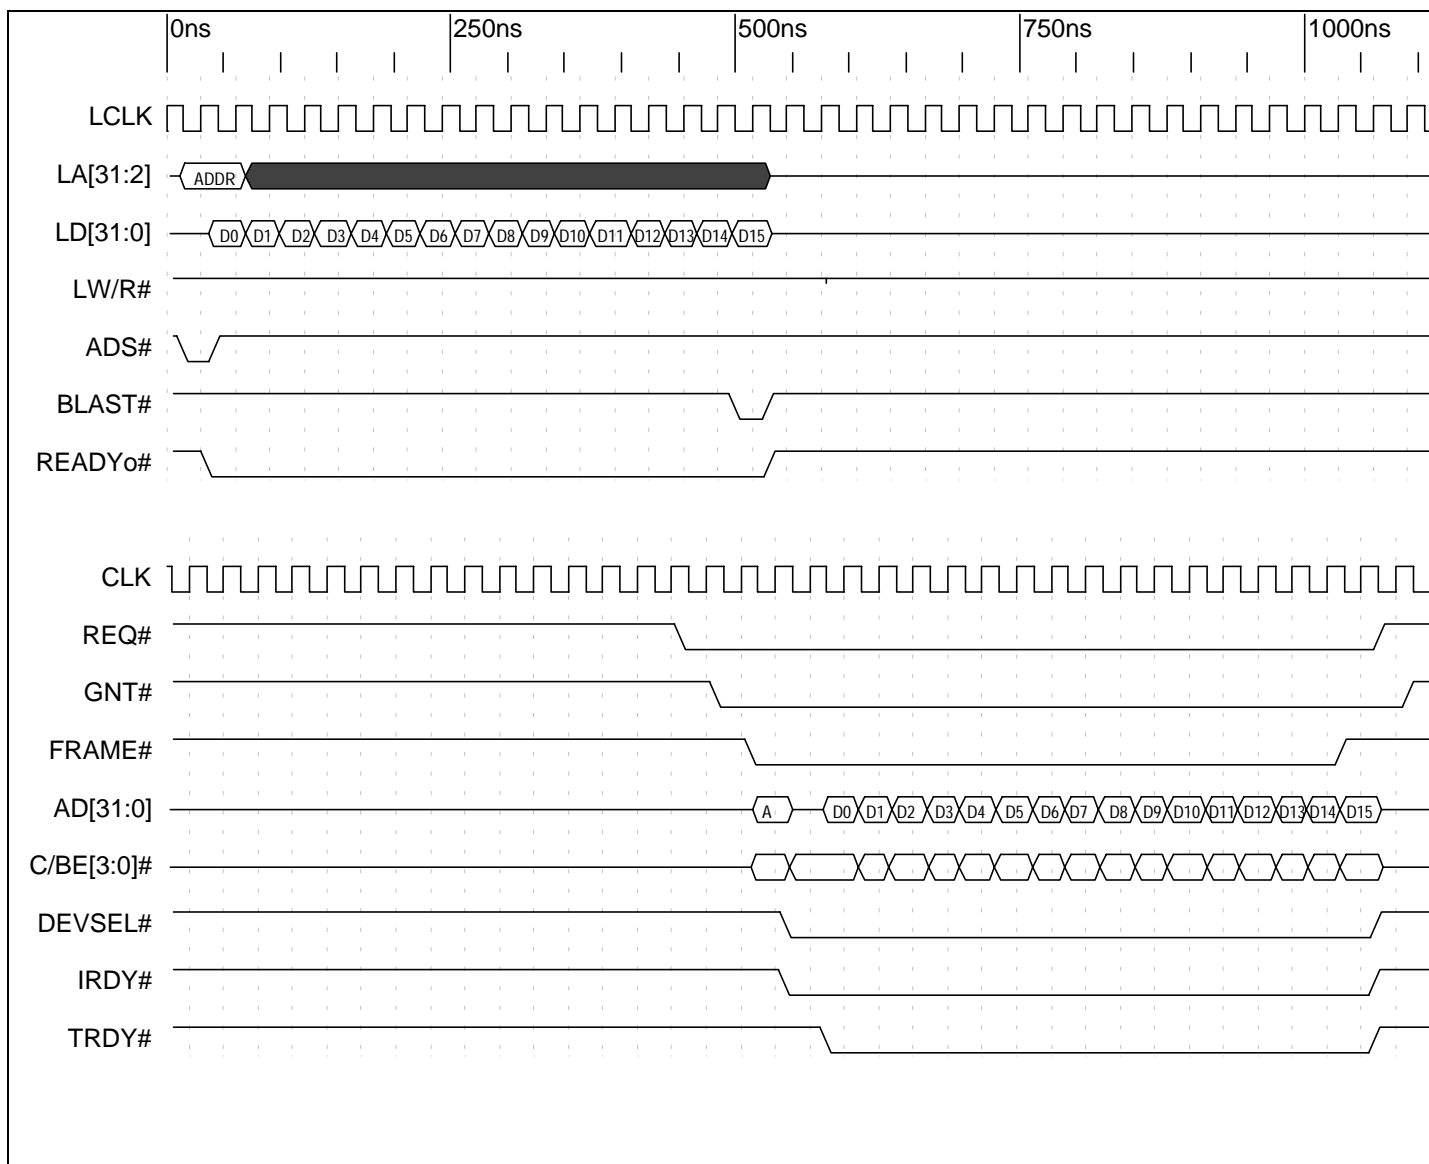 0ns 250ns 500ns 750ns 1000ns
LCLK
LA[31:2] ADDR
LD[31:0] D0 D1 D2 D3 D4 D5 D6 D7 D8 D9 D10 D11 D12 D13 D14 D15
LW/R#
ADS#
BLAST#
READYo#
CLK
REQ#
GNT#
FRAME#
AD[31:0] A D0 D1 D2 D3 D4 D5 D6 D7 D8 D9 D10 D11 D12 D13 D14 D15
C/BE[3:0]#
DEVSEL#
IRDY#
TRDY#